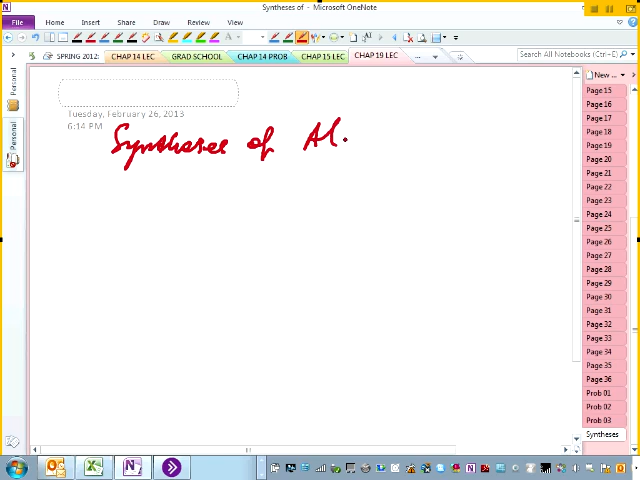 Syntheses of - Microsoft OneNote
File Home Insert Share Draw Review View
SPRING 2012: CHAP 14 LEC GRAD SCHOOL CHAP 14 PROB CHAP 15 LEC CHAP 19 LEC ... Search All Notebooks (Ctrl+E)
New ...
Personal
Personal
Tuesday, February 26, 2013
6:14 PM
Syntheses of Al
Page 15
Page 16
Page 17
Page 18
Page 19
Page 20
Page 21
Page 22
Page 23
Page 24
Page 25
Page 26
Page 27
Page 28
Page 29
Page 30
Page 31
Page 32
Page 33
Page 34
Page 35
Page 36
Prob 01
Prob 02
Prob 03
Syntheses